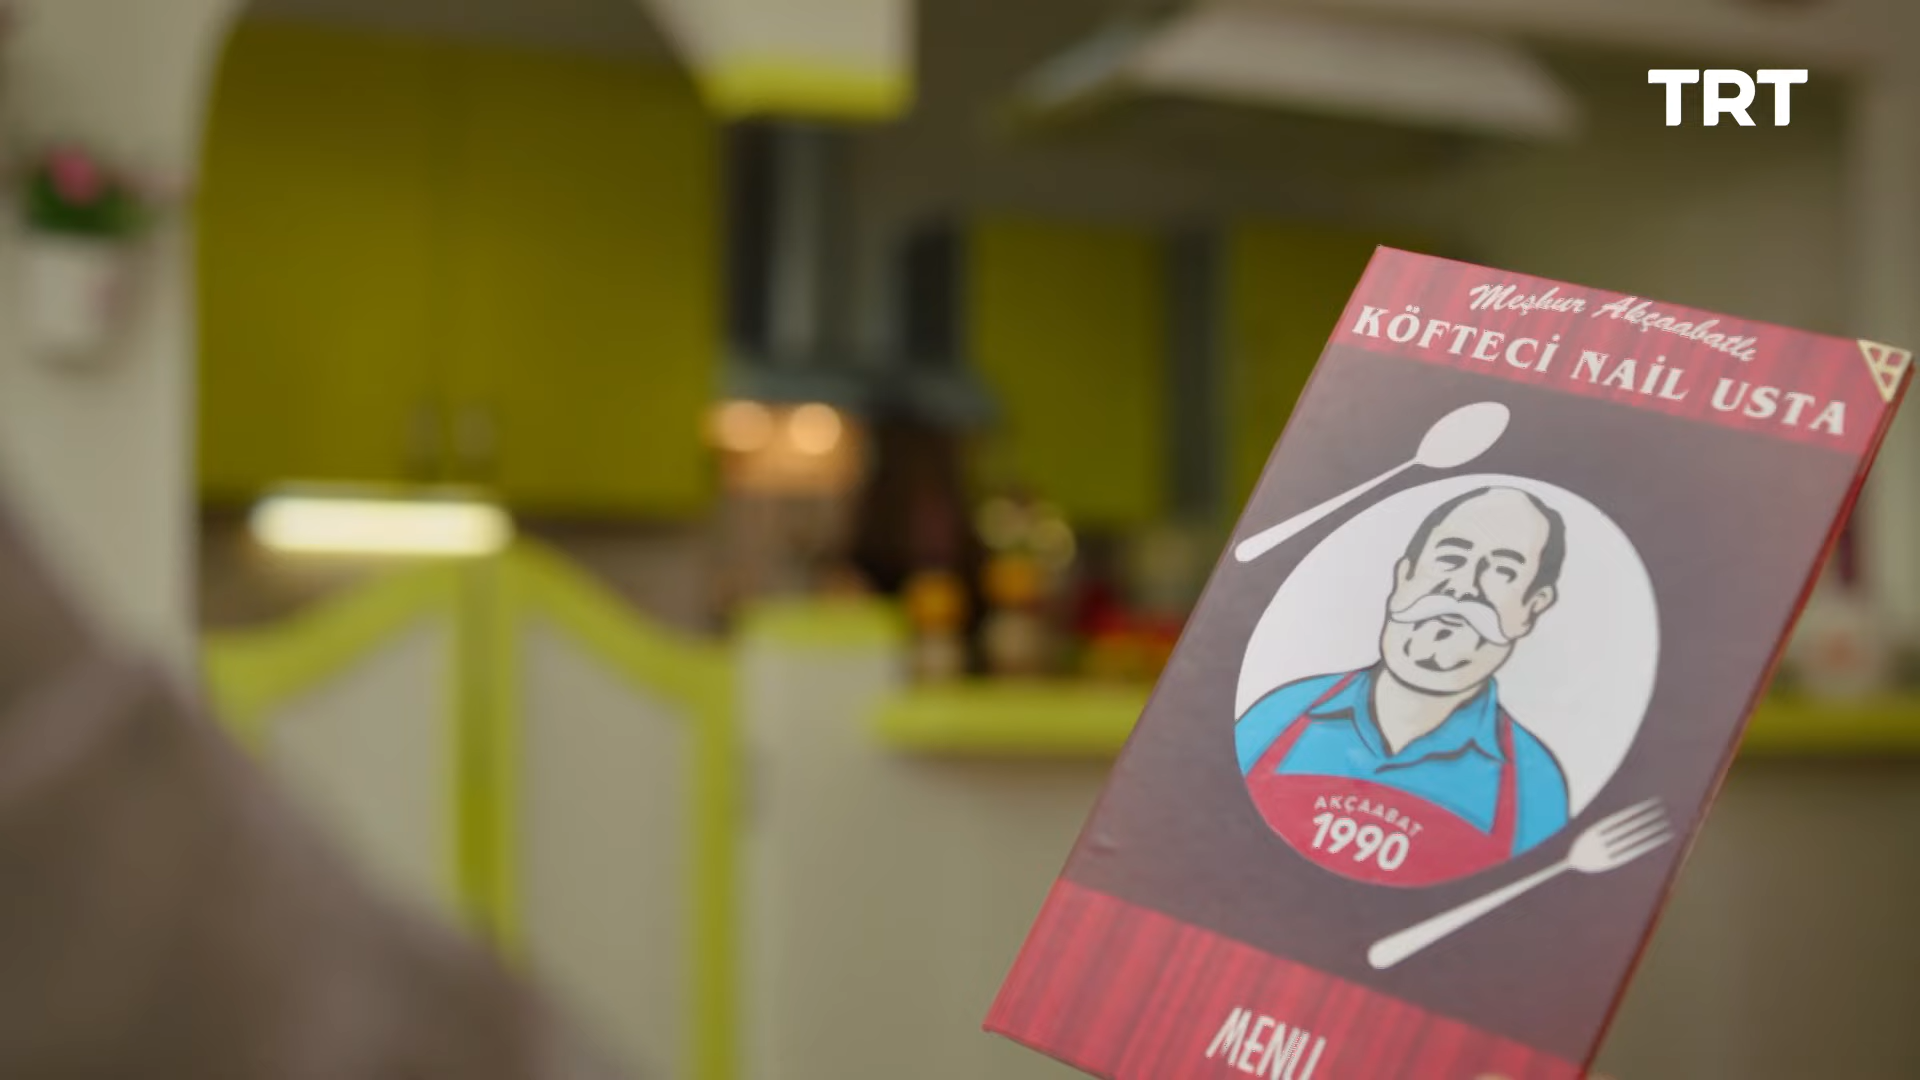 TRT
Meşhur Akçaabatlı
KÖFTECİ NAİL USTA
AKÇAABAT
1990
MENU